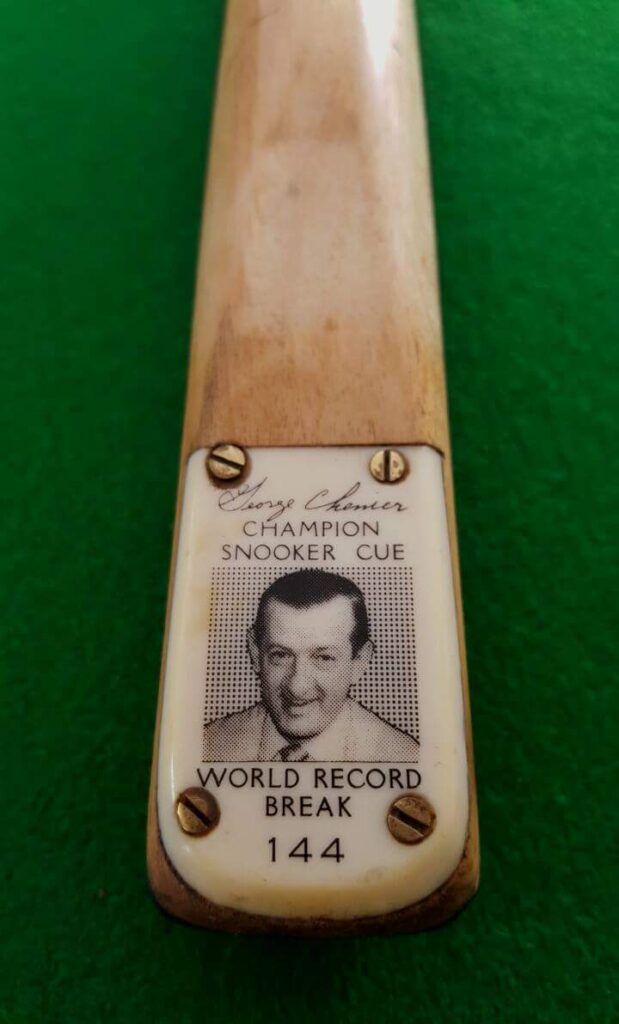 George Chenier
CHAMPION
SNOOKER CUE
WORLD RECORD
BREAK
144